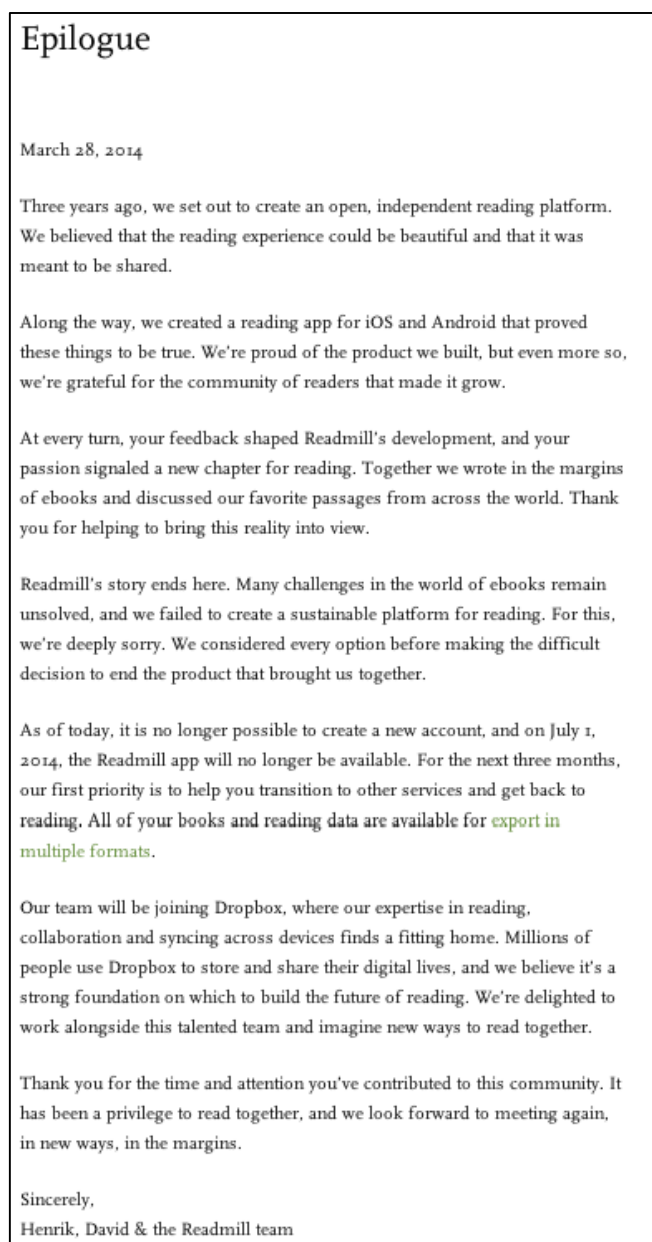 Epilogue
March 28, 2014
Three years ago, we set out to create an open, independent reading platform.
We believed that the reading experience could be beautiful and that it was
meant to be shared.
Along the way, we created a reading app for iOS and Android that proved
these things to be true. We're proud of the product we built, but even more so,
we're grateful for the community of readers that made it grow.
At every turn, your feedback shaped Readmill's development, and your
passion signaled a new chapter for reading. Together we wrote in the margins
of ebooks and discussed our favorite passages from across the world. Thank
you for helping to bring this reality into view.
Readmill's story ends here. Many challenges in the world of ebooks remain
unsolved, and we failed to create a sustainable platform for reading. For this,
we're deeply sorry. We considered every option before making the difficult
decision to end the product that brought us together.
As of today, it is no longer possible to create a new account, and on July 1,
2014, the Readmill app will no longer be available. For the next three months,
our first priority is to help you transition to other services and get back to
reading. All of your books and reading data are available for export in
multiple formats.
Our team will be joining Dropbox, where our expertise in reading,
collaboration and syncing across devices finds a fitting home. Millions of
people use Dropbox to store and share their digital lives, and we believe it's a
strong foundation on which to build the future of reading. We're delighted to
work alongside this talented team and imagine new ways to read together.
Thank you for the time and attention you've contributed to this community. It
has been a privilege to read together, and we look forward to meeting again,
in new ways, in the margins.
Sincerely,
Henrik, David & the Readmill team